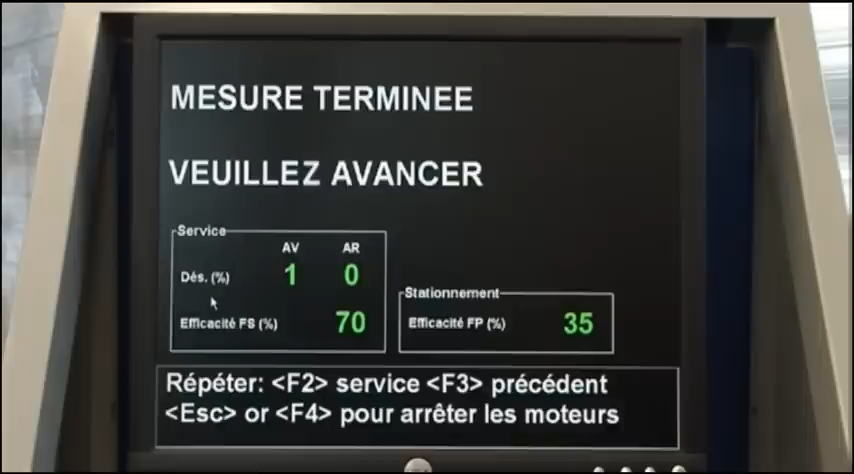 MESURE TERMINEE
VEUILLEZ AVANCER
Service
AV AR
Dés. (%) 1 0
Efficacité FS (%) 70
Stationnement
Efficacité FP (%) 35
Répéter: <F2> service <F3> précédent
<Esc> or <F4> pour arrêter les moteurs